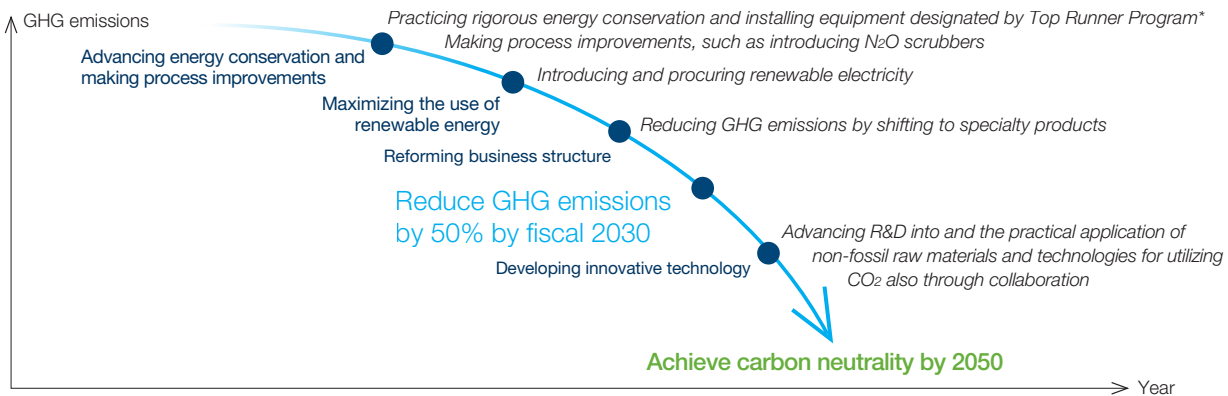 GHG emissions
Practicing rigorous energy conservation and installing equipment designated by Top Runner Program*
Making process improvements, such as introducing N2O scrubbers
Advancing energy conservation and
making process improvements
Introducing and procuring renewable electricity
Maximizing the use of
renewable energy
Reducing GHG emissions by shifting to specialty products
Reforming business structure
Reduce GHG emissions
by 50% by fiscal 2030
Advancing R&D into and the practical application of
non-fossil raw materials and technologies for utilizing
CO2 also through collaboration
Developing innovative technology
Achieve carbon neutrality by 2050
Year